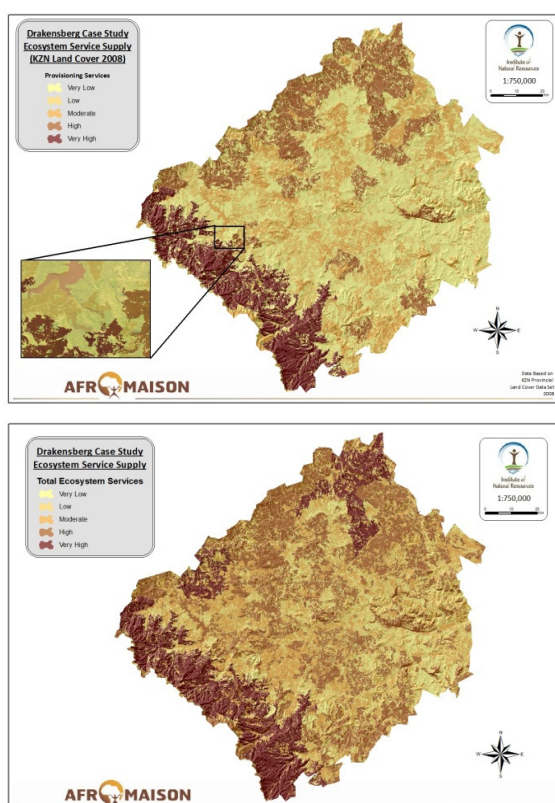 Drakensberg Case Study
Ecosystem Service Supply
(KZN Land Cover 2008)
Provisioning Services
Very Low
Low
Moderate
High
Very High
Institute of
Natural Resources
1:750,000
N
W E
S
Data Based on
KZN Provincial
Land Cover Data Set
2008
AFROMAISON
Drakensberg Case Study
Ecosystem Service Supply
Total Ecosystem Services
Very Low
Low
Moderate
High
Very High
Institute of
Natural Resources
1:750,000
N
W E
S
AFROMAISON